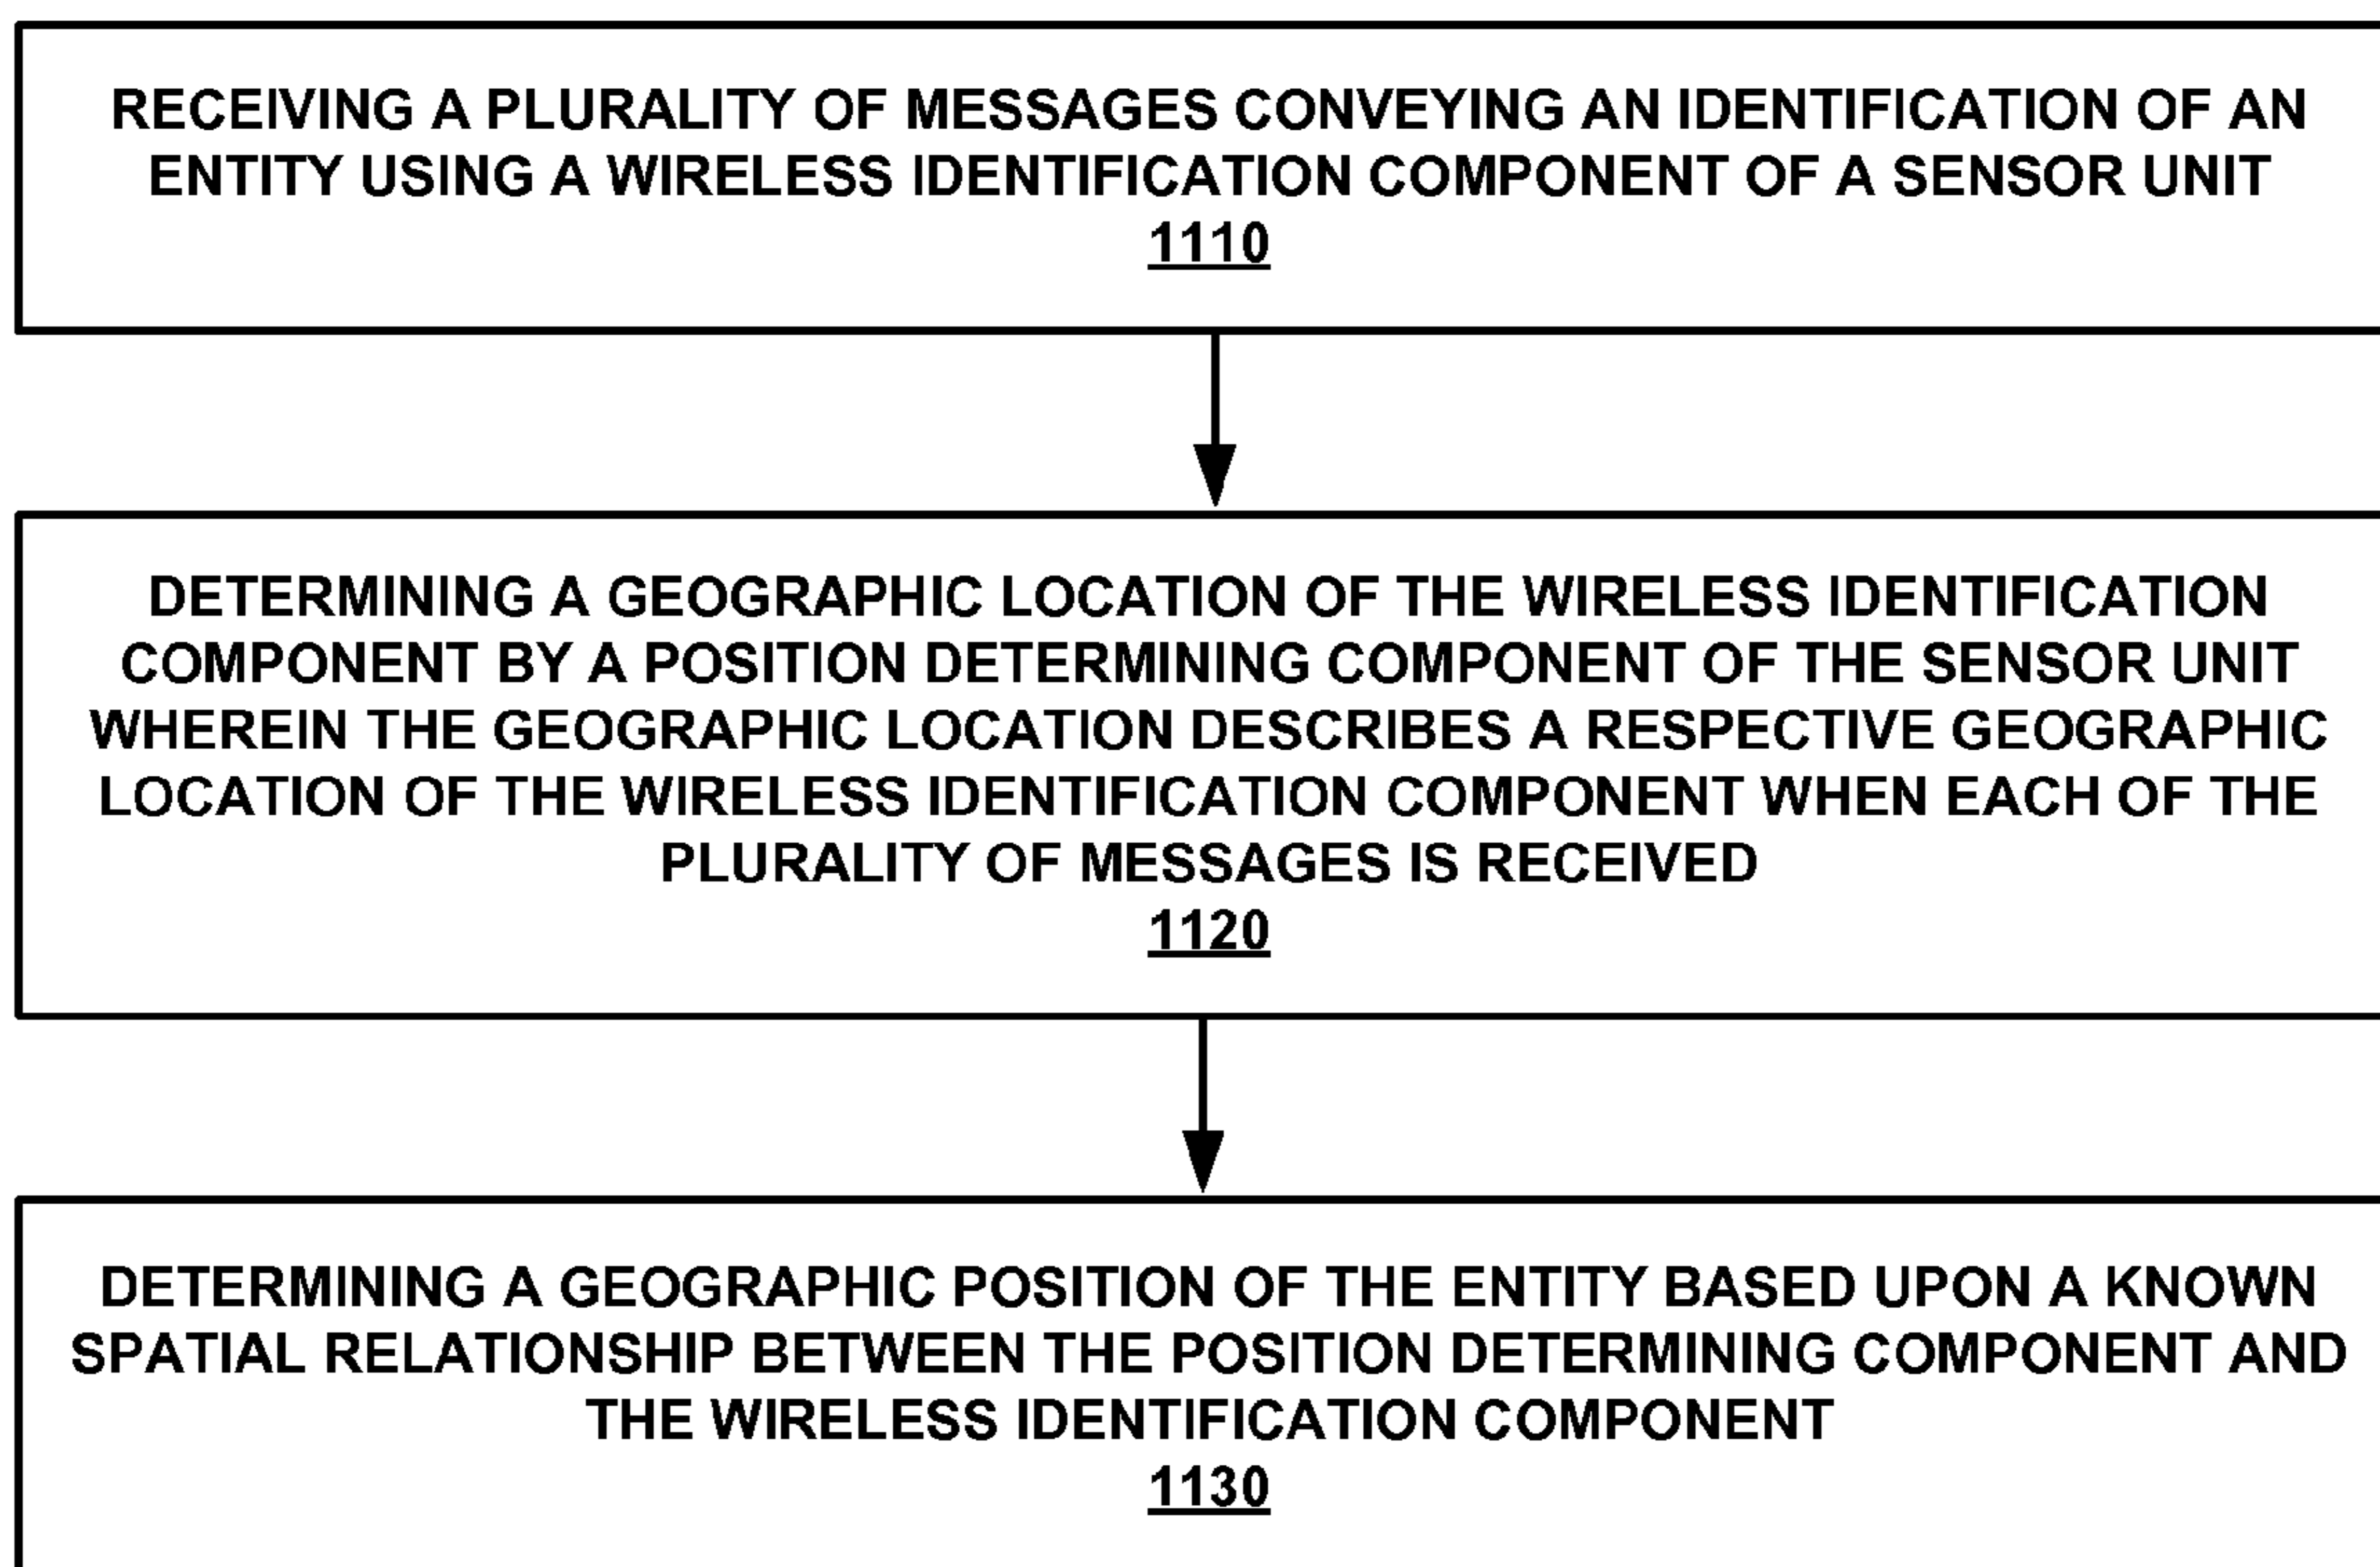 RECEIVING A PLURALITY OF MESSAGES CONVEYING AN IDENTIFICATION OF AN
ENTITY USING A WIRELESS IDENTIFICATION COMPONENT OF A SENSOR UNIT
1110
DETERMINING A GEOGRAPHIC LOCATION OF THE WIRELESS IDENTIFICATION
COMPONENT BY A POSITION DETERMINING COMPONENT OF THE SENSOR UNIT
WHEREIN THE GEOGRAPHIC LOCATION DESCRIBES A RESPECTIVE GEOGRAPHIC
LOCATION OF THE WIRELESS IDENTIFICATION COMPONENT WHEN EACH OF THE
PLURALITY OF MESSAGES IS RECEIVED
1120
DETERMINING A GEOGRAPHIC POSITION OF THE ENTITY BASED UPON A KNOWN
SPATIAL RELATIONSHIP BETWEEN THE POSITION DETERMINING COMPONENT AND
THE WIRELESS IDENTIFICATION COMPONENT
1130